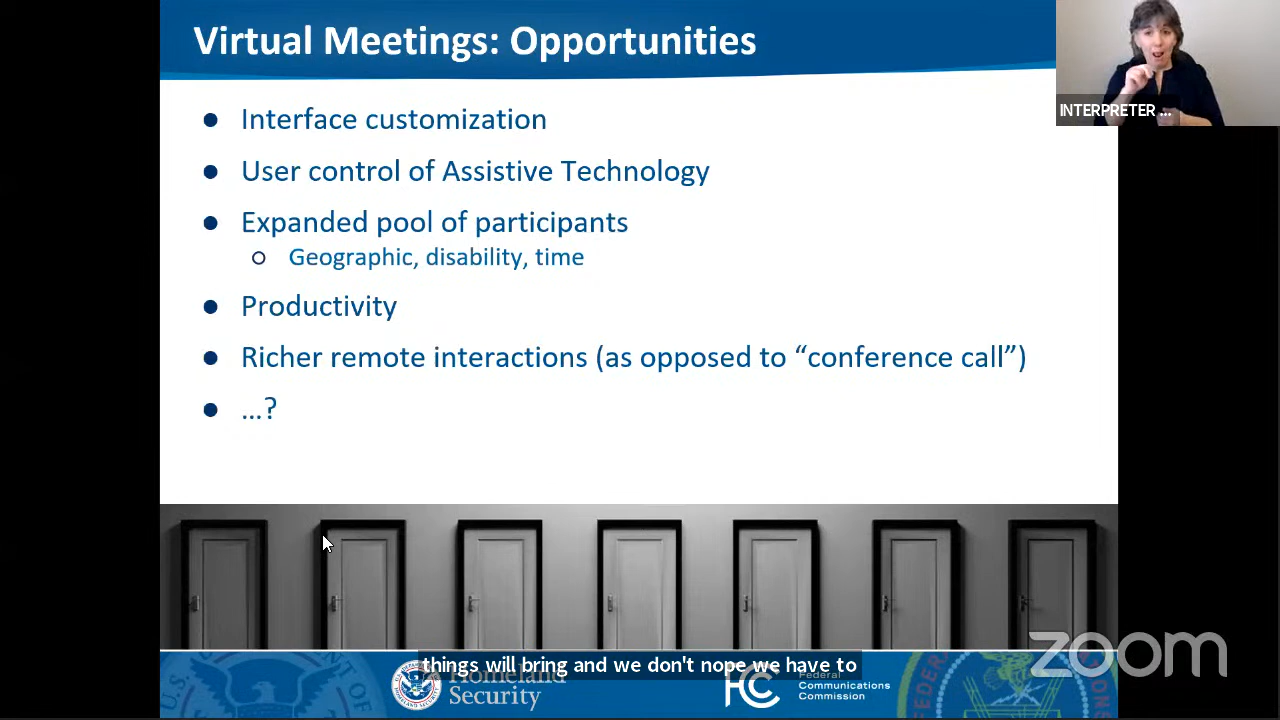 Virtual Meetings: Opportunities
INTERPRETER ...
● Interface customization
● User control of Assistive Technology
● Expanded pool of participants
○ Geographic, disability, time
● Productivity
● Richer remote interactions (as opposed to “conference call”)
● …?
zoom
things will bring and we don't nope we have to
Homeland
Security
FCC
Federal
Communications
Commission
U.S.
FEDERAL